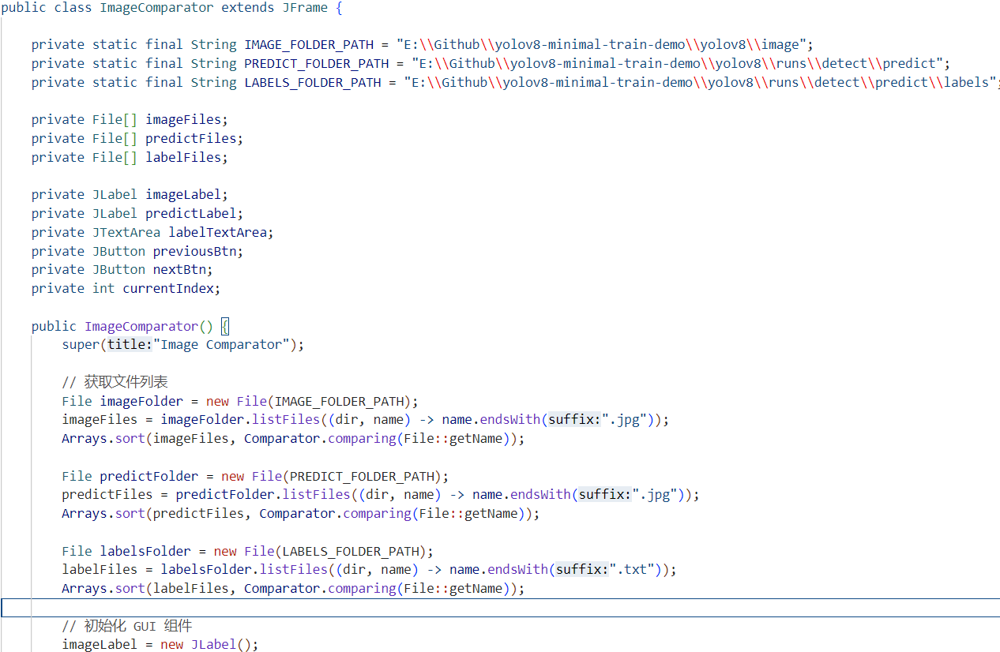 public class ImageComparator extends JFrame {
private static final String IMAGE_FOLDER_PATH = "E:\\Github\\yolov8-minimal-train-demo\\yolov8\\image";
private static final String PREDICT_FOLDER_PATH = "E:\\Github\\yolov8-minimal-train-demo\\yolov8\\runs\\detect\\predict";
private static final String LABELS_FOLDER_PATH = "E:\\Github\\yolov8-minimal-train-demo\\yolov8\\runs\\detect\\predict\\labels";
private File[] imageFiles;
private File[] predictFiles;
private File[] labelFiles;
private JLabel imageLabel;
private JLabel predictLabel;
private JTextArea labelTextArea;
private JButton previousBtn;
private JButton nextBtn;
private int currentIndex;
public ImageComparator() {
super(title:"Image Comparator");
// 获取文件列表
File imageFolder = new File(IMAGE_FOLDER_PATH);
imageFiles = imageFolder.listFiles((dir, name) -> name.endsWith(suffix:".jpg"));
Arrays.sort(imageFiles, Comparator.comparing(File::getName));
File predictFolder = new File(PREDICT_FOLDER_PATH);
predictFiles = predictFolder.listFiles((dir, name) -> name.endsWith(suffix:".jpg"));
Arrays.sort(predictFiles, Comparator.comparing(File::getName));
File labelsFolder = new File(LABELS_FOLDER_PATH);
labelFiles = labelsFolder.listFiles((dir, name) -> name.endsWith(suffix:".txt"));
Arrays.sort(labelFiles, Comparator.comparing(File::getName));
// 初始化 GUI 组件
imageLabel = new JLabel();